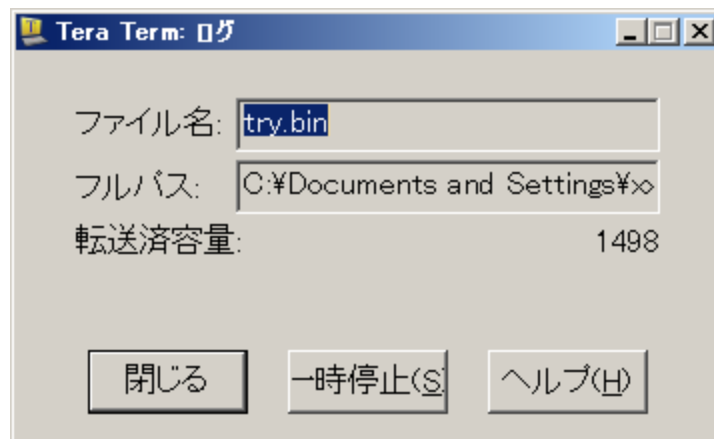 Tera Term: ログ
ファイル名: try.bin
フルパス: C:¥Documents and Settings¥
転送済容量: 1498
閉じる 一時停止(S ヘルプ(H)